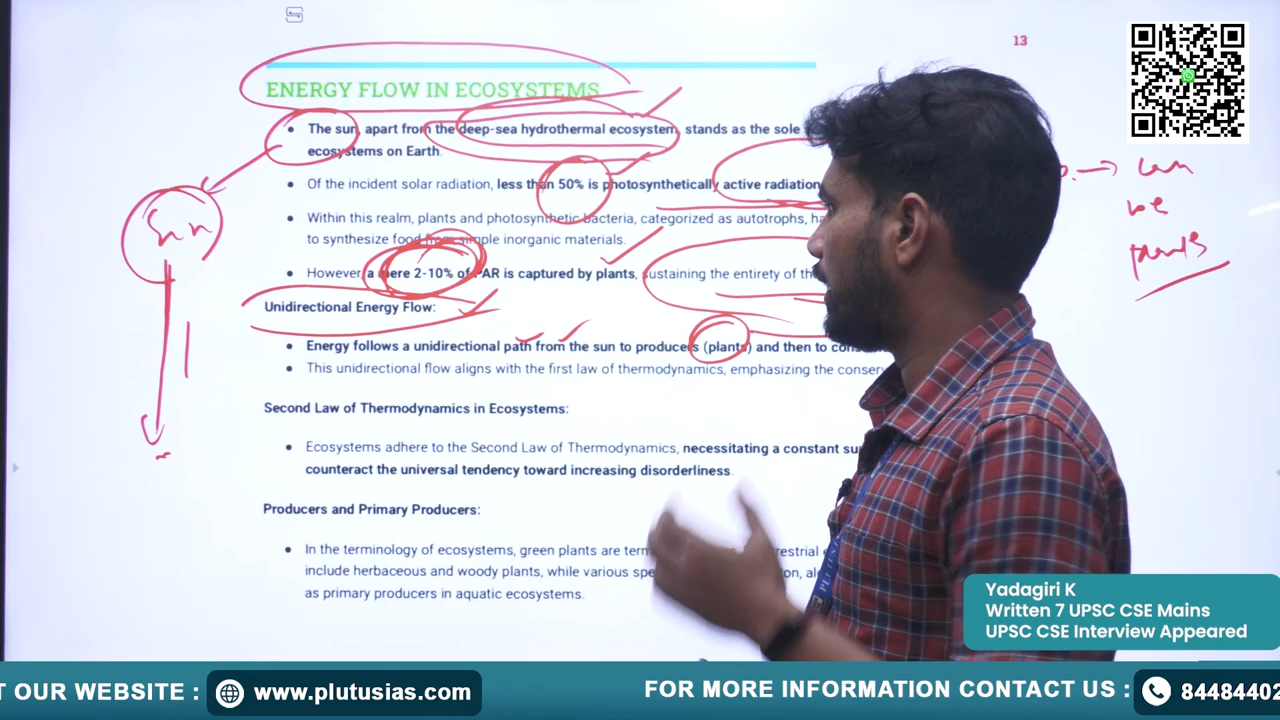 13
ENERGY FLOW IN ECOSYSTEMS
The sun, apart from the deep-sea hydrothermal ecosystem, stands as the sole
ecosystems on Earth.
Of the incident solar radiation, less than 50% is photosynthetically active radiation
Within this realm, plants and photosynthetic bacteria, categorized as autotrophs,
to synthesize food from simple inorganic materials.
However, a mere 2-10% of PAR is captured by plants, sustaining the entirety of
Unidirectional Energy Flow:
Energy follows a unidirectional path from the sun to producers (plants) and then to
This unidirectional flow aligns with the first law of thermodynamics, emphasizing the
Second Law of Thermodynamics in Ecosystems:
Ecosystems adhere to the Second Law of Thermodynamics, necessitating a constant
counteract the universal tendency toward increasing disorderliness.
Producers and Primary Producers:
In the terminology of ecosystems, green plants are
include herbaceous and woody plants, while various
as primary producers in aquatic ecosystems.
Sun
plants
Yadagiri K
Written 7 UPSC CSE Mains
UPSC CSE Interview Appeared
T OUR WEBSITE : www.plutusias.com FOR MORE INFORMATION CONTACT US : 84484402